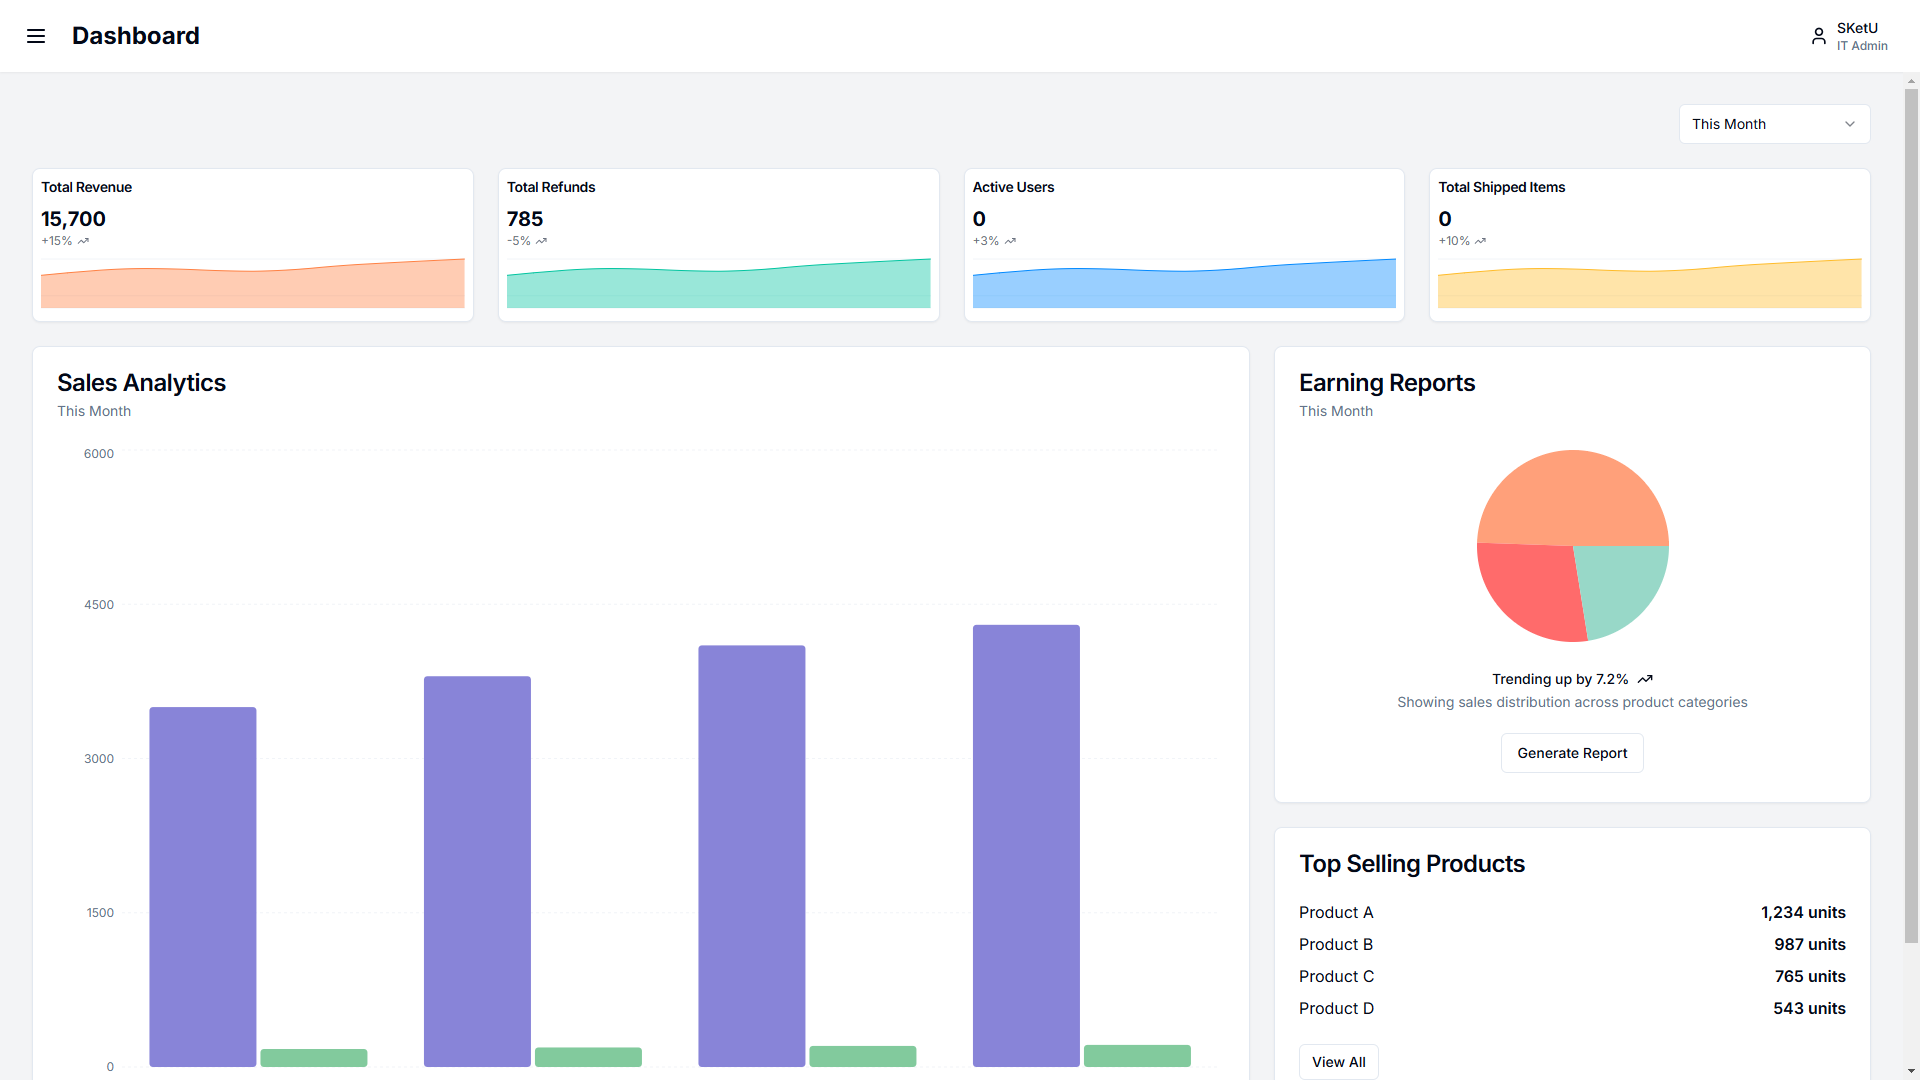 Dashboard
SKetU
IT Admin
This Month
Total Revenue
15,700
+15%
Total Refunds
785
-5%
Active Users
0
+3%
Total Shipped Items
0
+10%
Sales Analytics
This Month
6000
4500
3000
1500
0
Earning Reports
This Month
Trending up by 7.2%
Showing sales distribution across product categories
Generate Report
Top Selling Products
Product A 1,234 units
Product B 987 units
Product C 765 units
Product D 543 units
View All